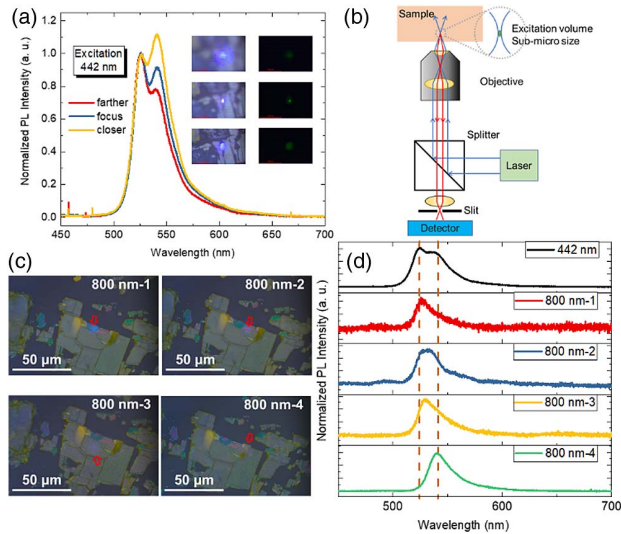 (a)
Normalized PL Intensity (a. u.)
1.2
1.0
0.8
0.6
0.4
0.2
0.0
Excitation
442 nm
farther
focus
closer
450 500 550 600 650 700
Wavelength (nm)
(b)
Sample
Excitation volume
Sub-micro size
Objective
Splitter
Laser
Slit
Detector
(c)
800 nm-1
50 µm
800 nm-2
50 µm
800 nm-3
50 µm
800 nm-4
50 µm
(d)
Normalized PL Intensity (a. u.)
442 nm
800 nm-1
800 nm-2
800 nm-3
800 nm-4
500 550 600 700
Wavelength (nm)